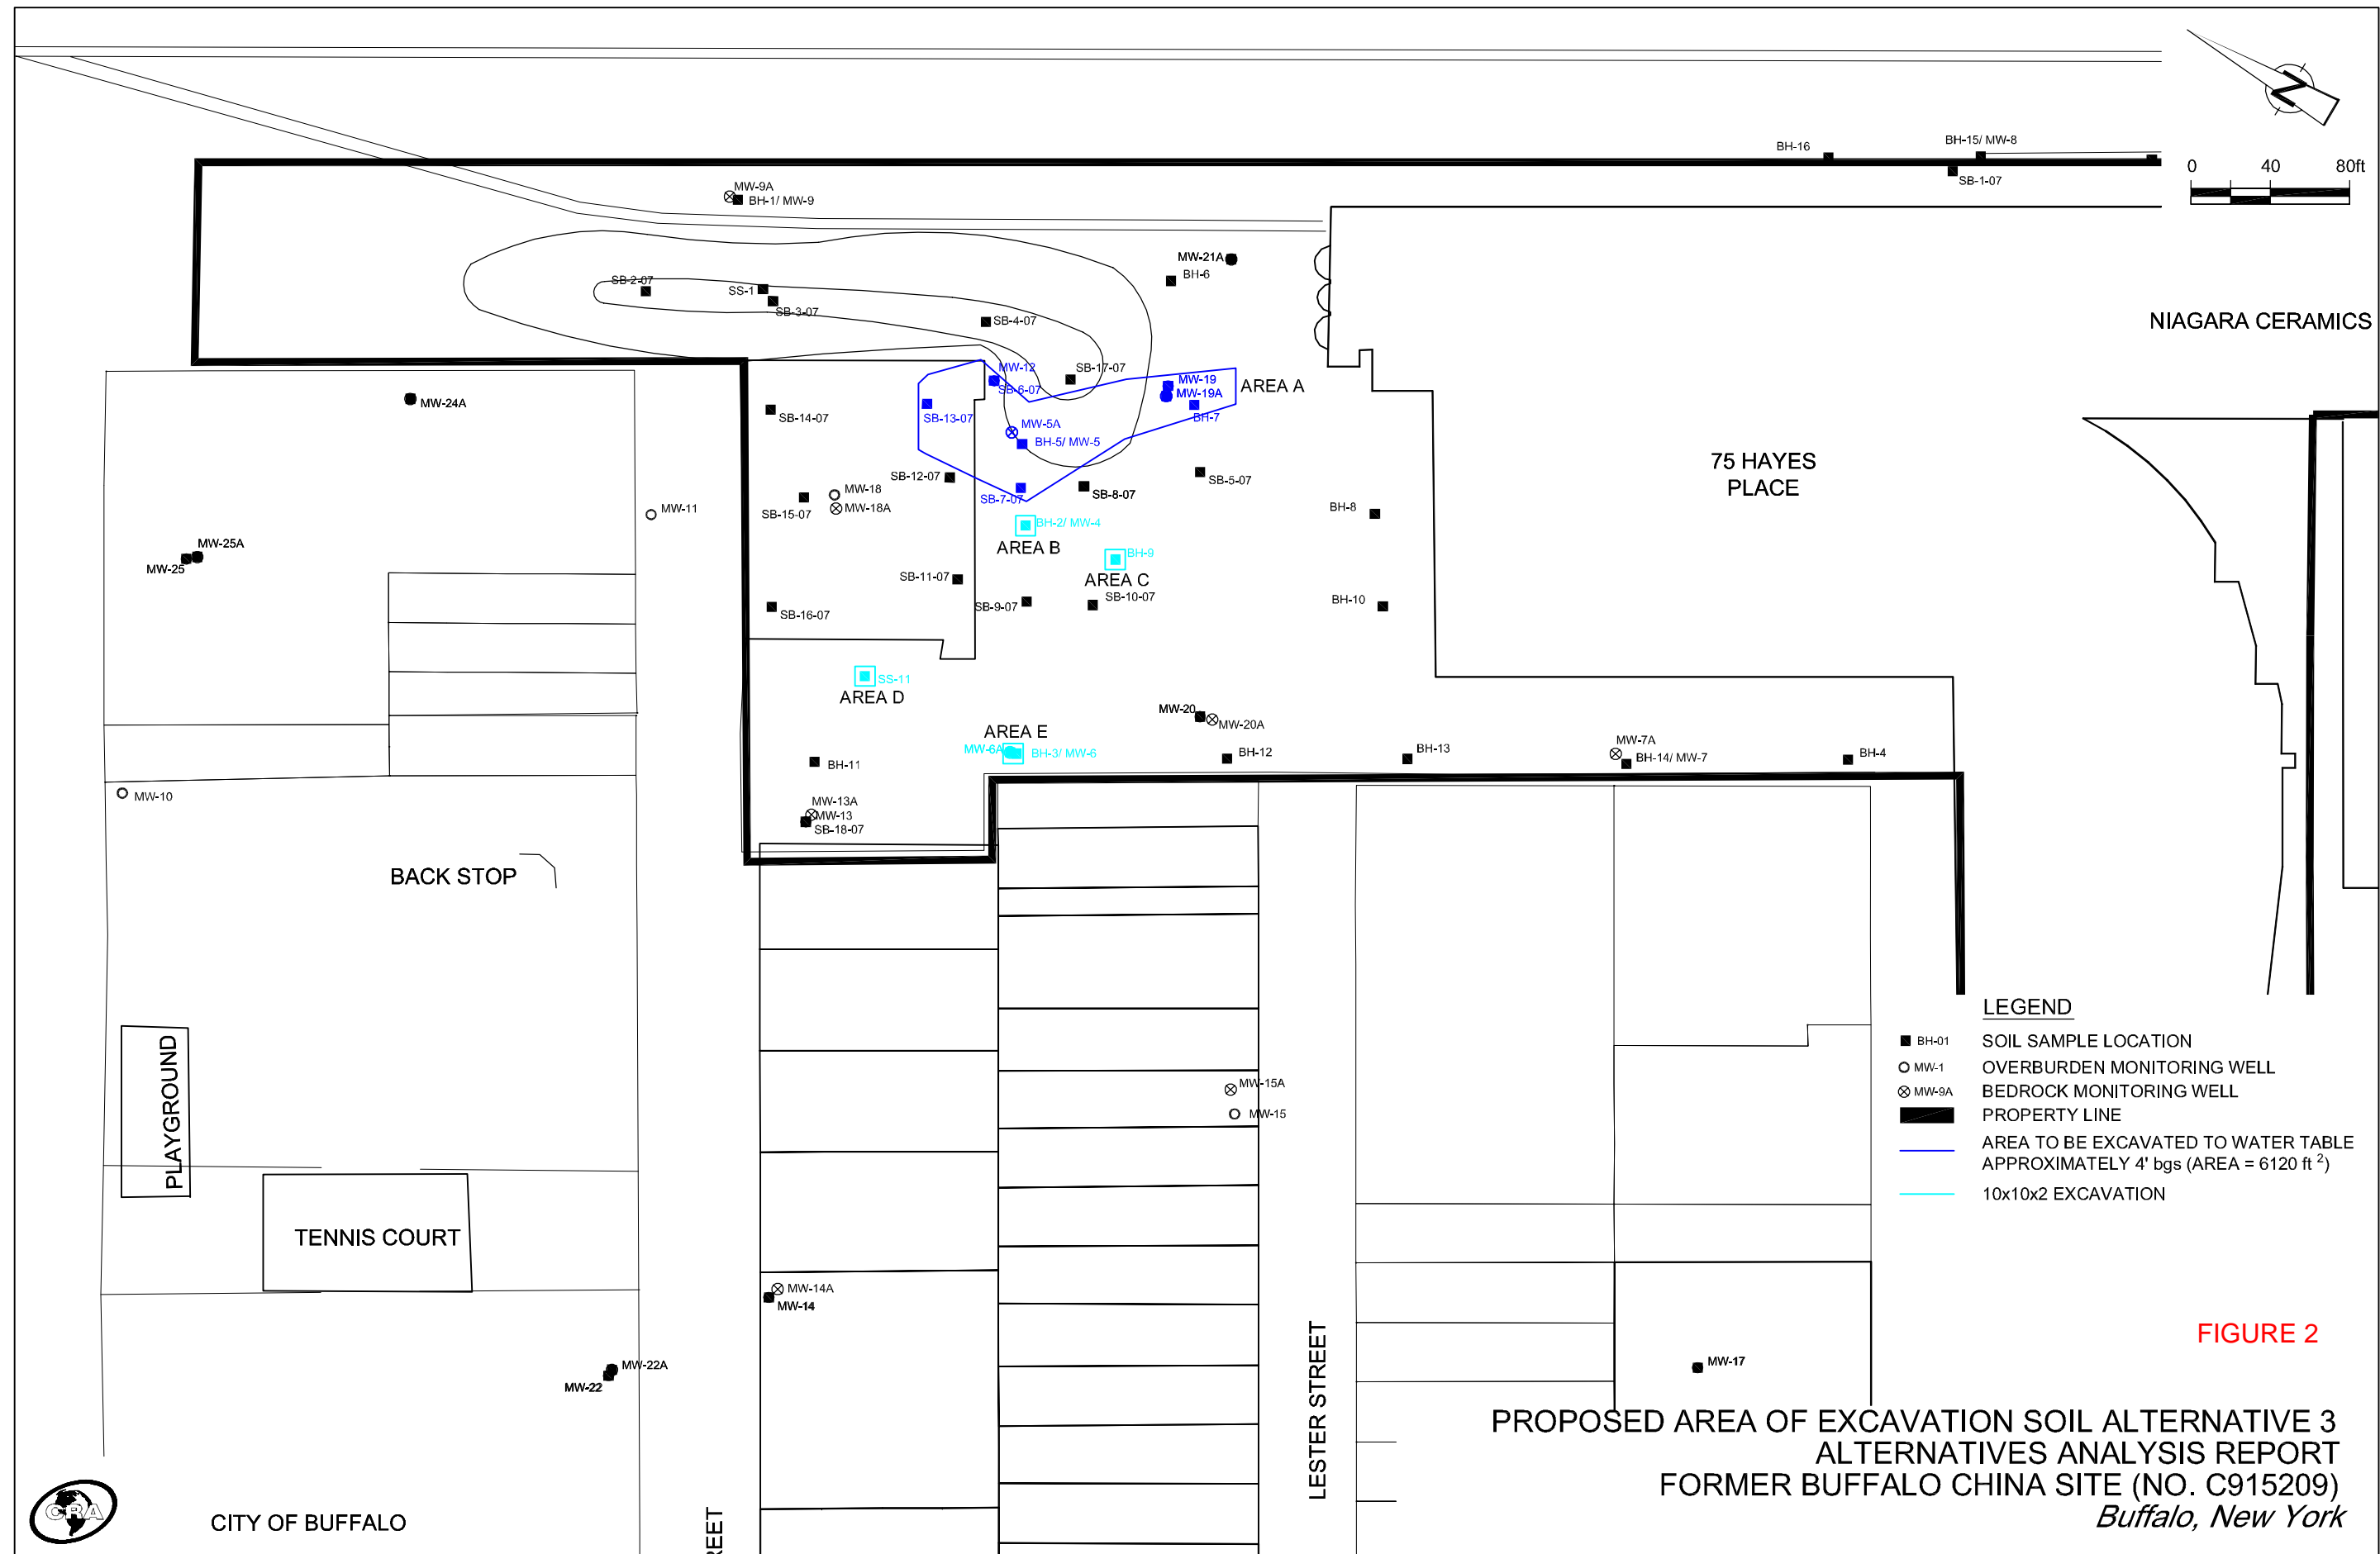 BH-16
BH-15/ MW-8
SB-1-07
0 40 80ft
MW-9A
BH-1/ MW-9
MW-21A
BH-6
SB-2-07
SS-1
SB-3-07
SB-4-07
NIAGARA CERAMICS
MW-12
SB-6-07
SB-17-07
MW-19
MW-19A
BH-7
AREA A
MW-24A
SB-14-07
SB-13-07
MW-5A
BH-5/ MW-5
75 HAYES
PLACE
SB-12-07
SB-7-07
SB-8-07
SB-5-07
MW-18
MW-18A
SB-15-07
MW-11
BH-8
BH-2/ MW-4
AREA B
BH-9
AREA C
MW-25A
MW-25
SB-11-07
SB-9-07
SB-10-07
BH-10
SB-16-07
SS-11
AREA D
MW-20
MW-20A
AREA E
MW-6A
BH-3/ MW-6
BH-12
BH-13
MW-7A
BH-14/ MW-7
BH-4
BH-11
MW-10
MW-13A
MW-13
SB-18-07
BACK STOP
LEGEND
BH-01 SOIL SAMPLE LOCATION
MW-1 OVERBURDEN MONITORING WELL
MW-9A BEDROCK MONITORING WELL
PROPERTY LINE
AREA TO BE EXCAVATED TO WATER TABLE
APPROXIMATELY 4' bgs (AREA = 6120 ft 2)
10x10x2 EXCAVATION
PLAYGROUND
MW-15A
MW-15
TENNIS COURT
MW-14A
MW-14
MW-22A
MW-22
MW-17
LESTER STREET
REET
FIGURE 2
PROPOSED AREA OF EXCAVATION SOIL ALTERNATIVE 3
ALTERNATIVES ANALYSIS REPORT
FORMER BUFFALO CHINA SITE (NO. C915209)
Buffalo, New York
CRA
CITY OF BUFFALO
N